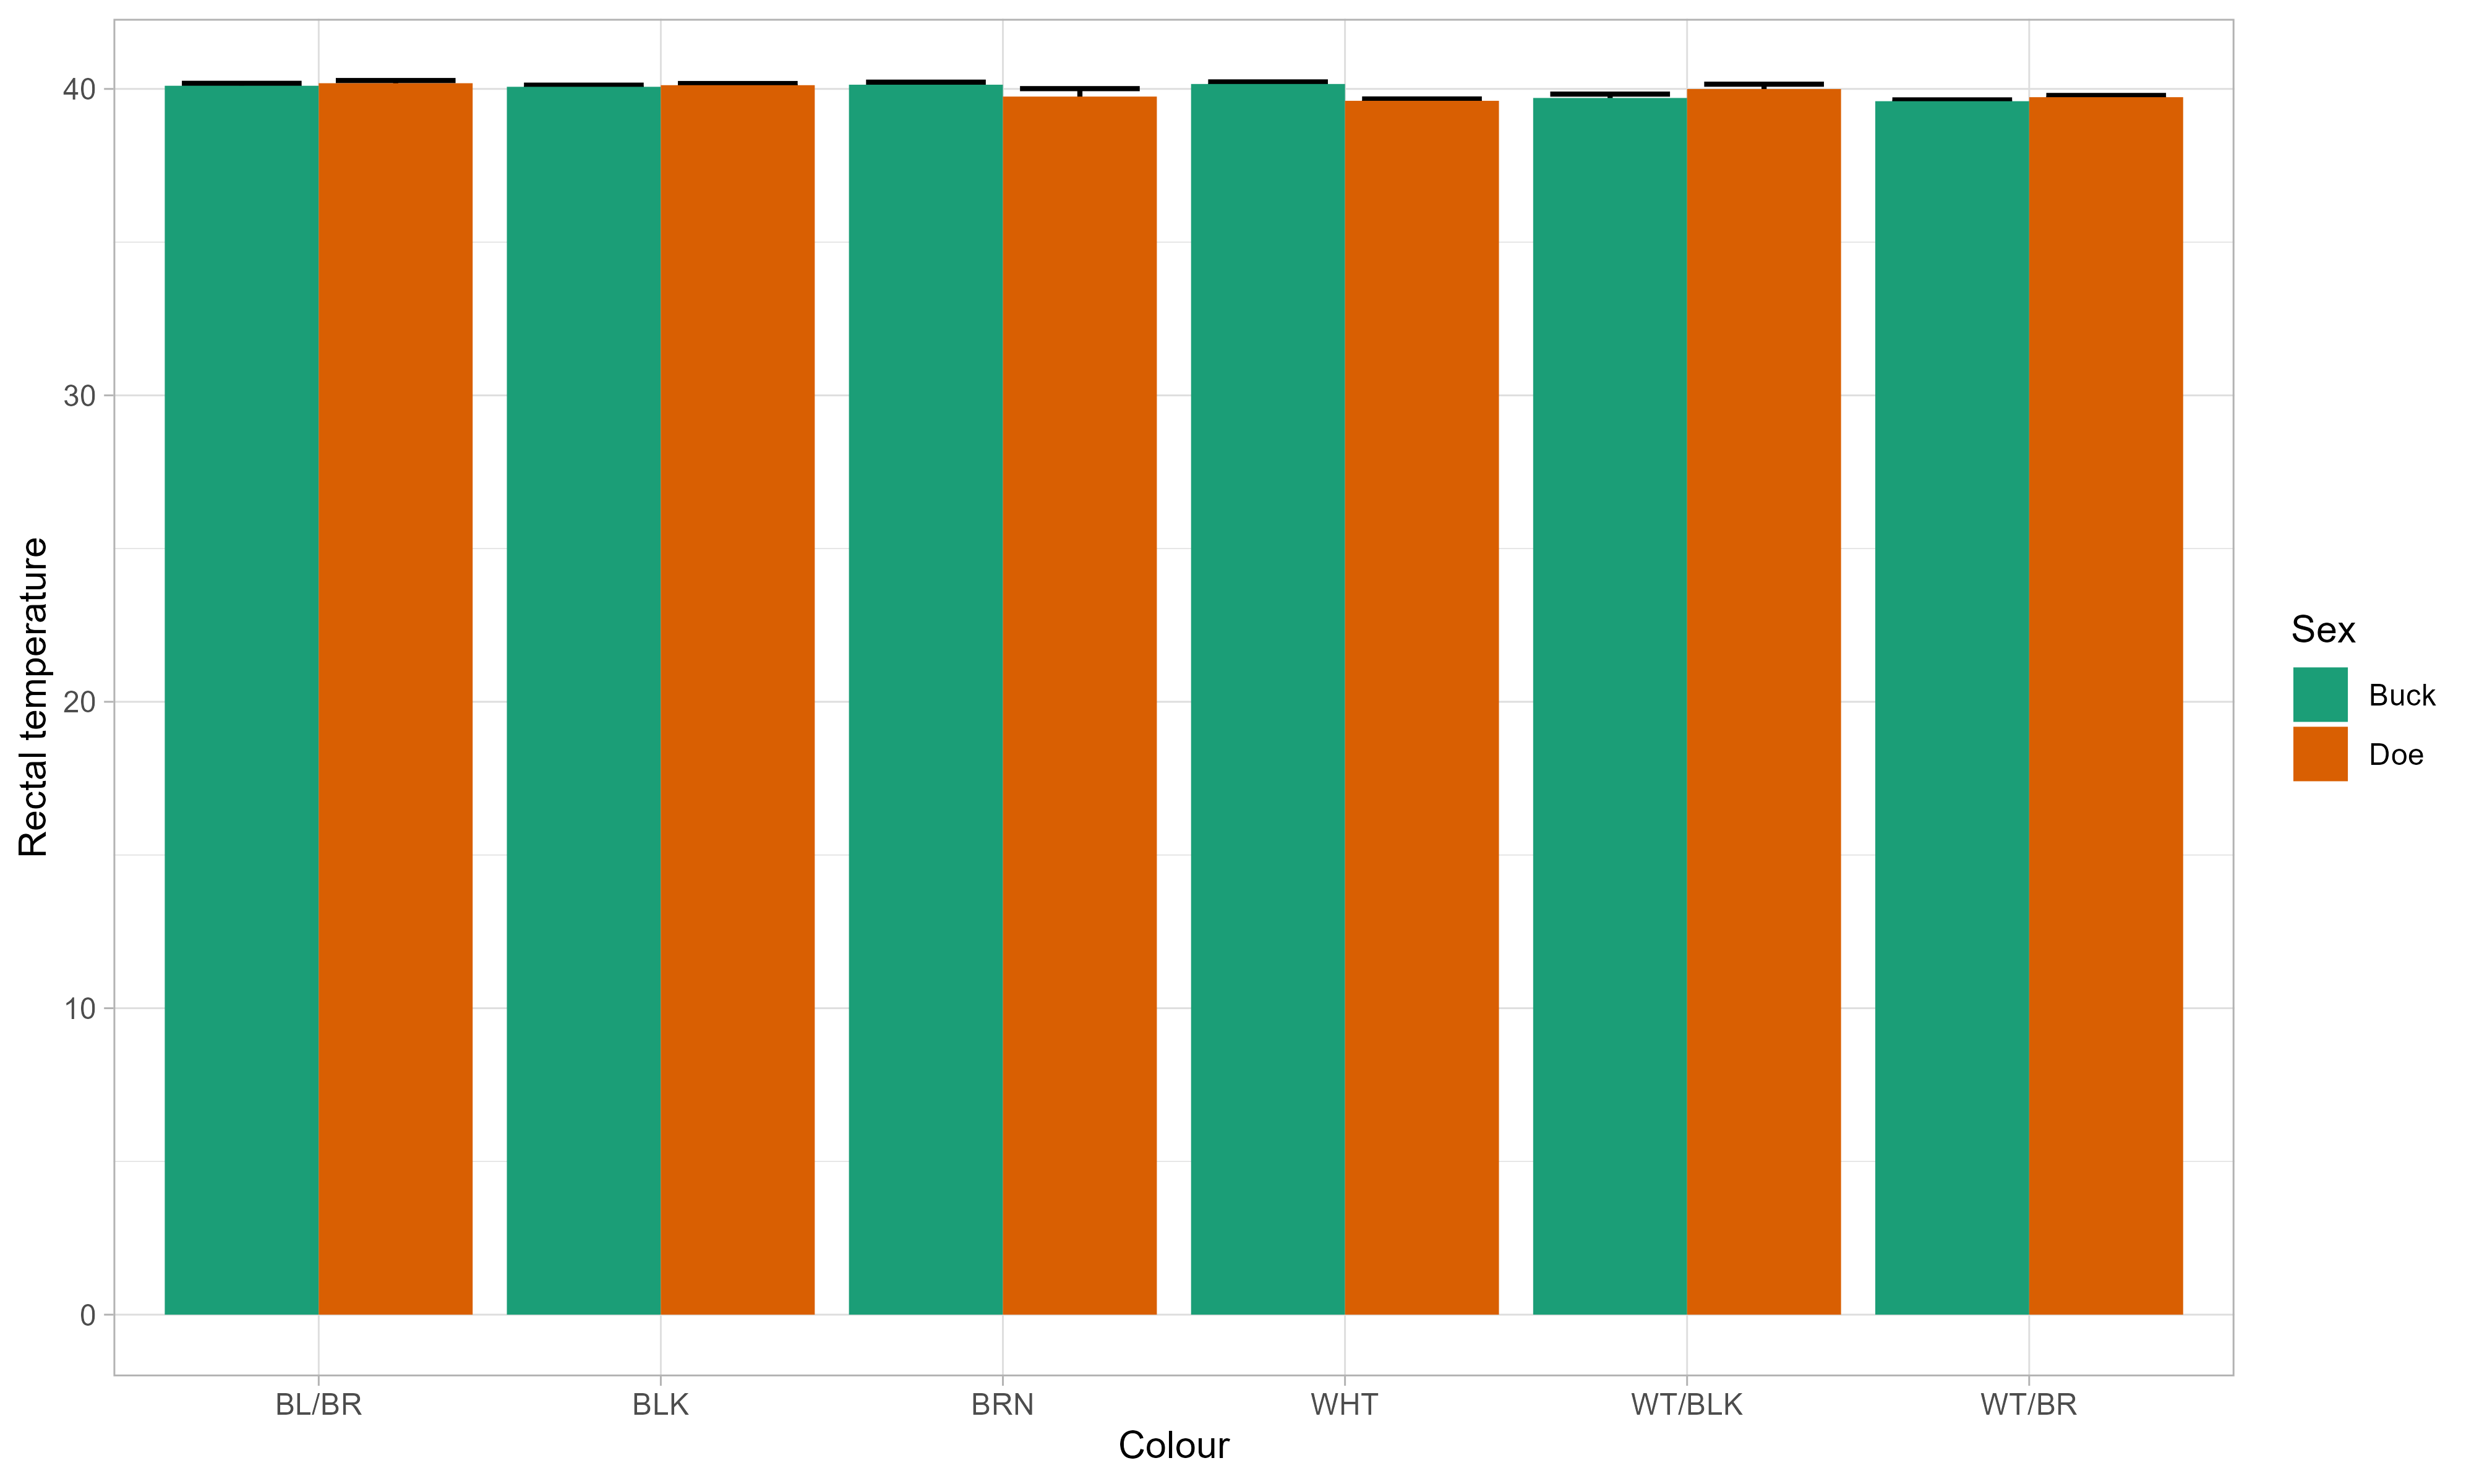 40
30
20
10
0
Rectal temperature
BL/BR
BLK
BRN
WHT
WT/BLK
WT/BR
Colour
Sex
Buck
Doe